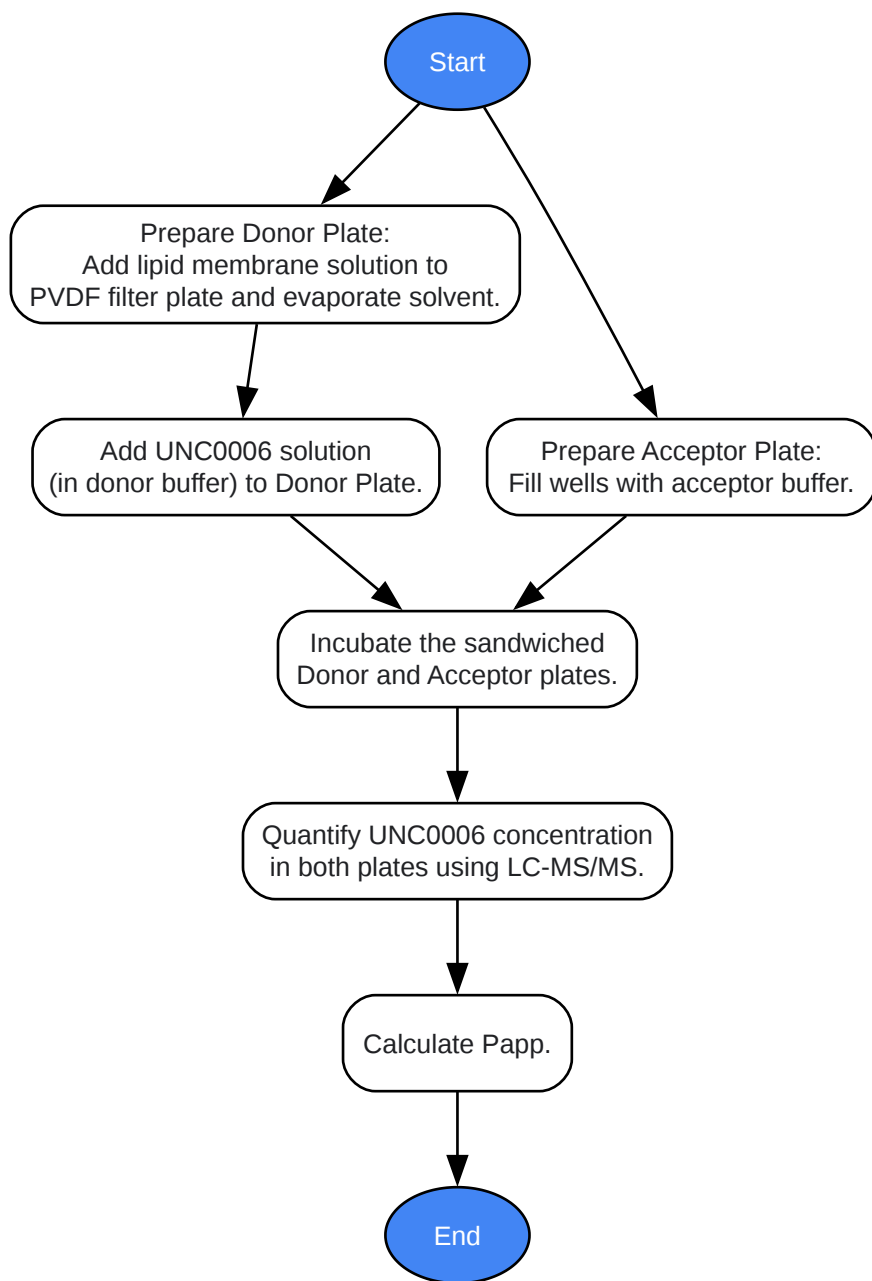 Start
Prepare Donor Plate:
Add lipid membrane solution to
PVDF filter plate and evaporate solvent.
Add UNC0006 solution
(in donor buffer) to Donor Plate.
Prepare Acceptor Plate:
Fill wells with acceptor buffer.
Incubate the sandwiched
Donor and Acceptor plates.
Quantify UNC0006 concentration
in both plates using LC-MS/MS.
Calculate Papp.
End